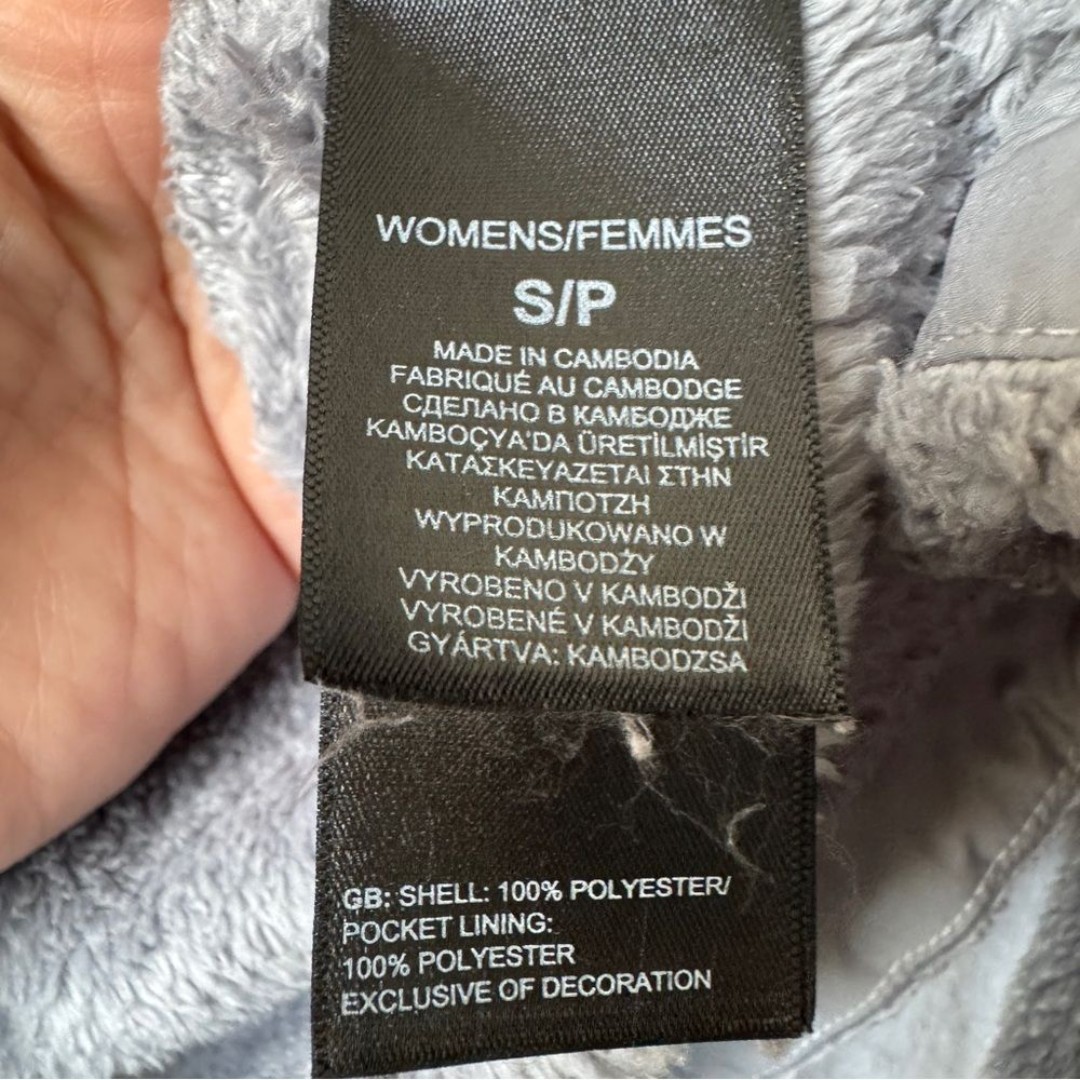 WOMENS/FEMMES
S/P
MADE IN CAMBODIA
FABRIQUÉ AU CAMBODGE
СДЕЛАНО В КАМБОДЖЕ
KAMBOÇYA'DA ÜRETİLMİŞTİR
ΚΑΤΑΣΚΕΥΑΖΕΤΑΙ ΣΤΗΝ
ΚΑΜΠΟΤΖΗ
WYPRODUKOWANO W
KAMBODŻY
VYROBENO V KAMBODŽI
VYROBENÉ V KAMBODŽI
GYÁRTVA: KAMBODZSA
GB: SHELL: 100% POLYESTER/
POCKET LINING:
100% POLYESTER
EXCLUSIVE OF DECORATION